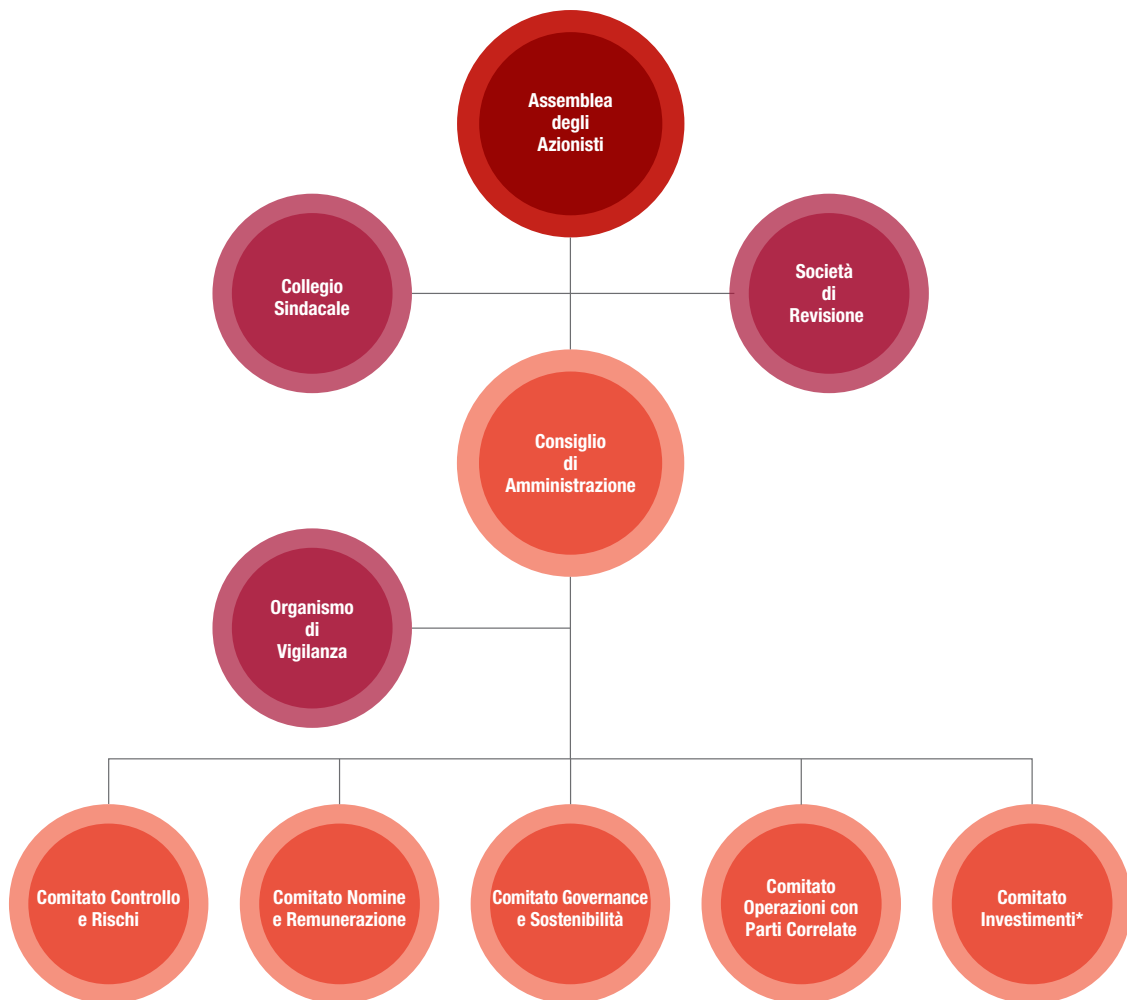 Assemblea
degli
Azionisti
Collegio
Sindacale
Società
di
Revisione
Consiglio
di
Amministrazione
Organismo
di
Vigilanza
Comitato Controllo
e Rischi
Comitato Nomine
e Remunerazione
Comitato Governance
e Sostenibilità
Comitato
Operazioni con
Parti Correlate
Comitato
Investimenti*